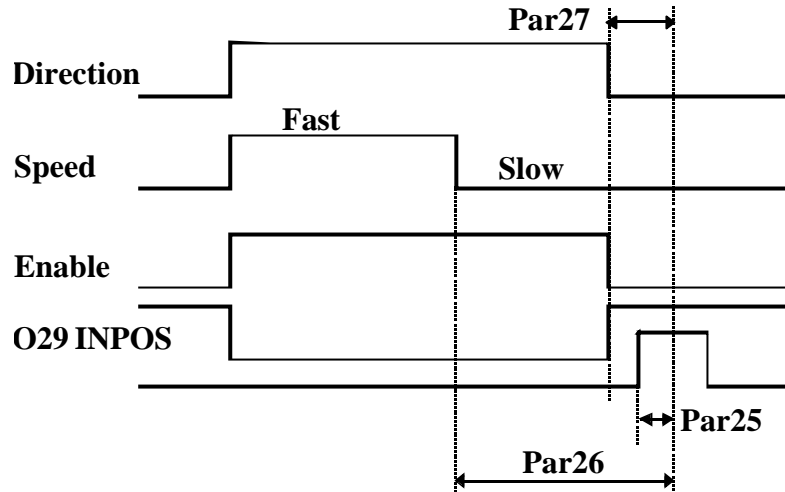 Par27
Direction
Fast
Speed
Slow
Enable
O29 INPOS
Par25
Par26